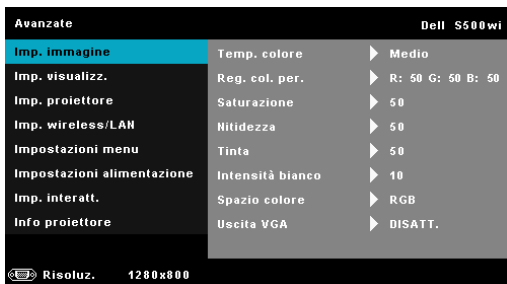 Avanzate Dell S500wi
Imp. immagine Temp. colore Medio
Imp. visualizz. Reg. col. per. R: 50 G: 50 B: 50
Imp. proiettore Saturazione 50
Imp. wireless/LAN Nitidezza 50
Impostazioni menu Tinta 50
Impostazioni alimentazione Intensità bianco 10
Imp. interatt. Spazio colore RGB
Info proiettore Uscita VGA DISATT.
Risoluz. 1280x800